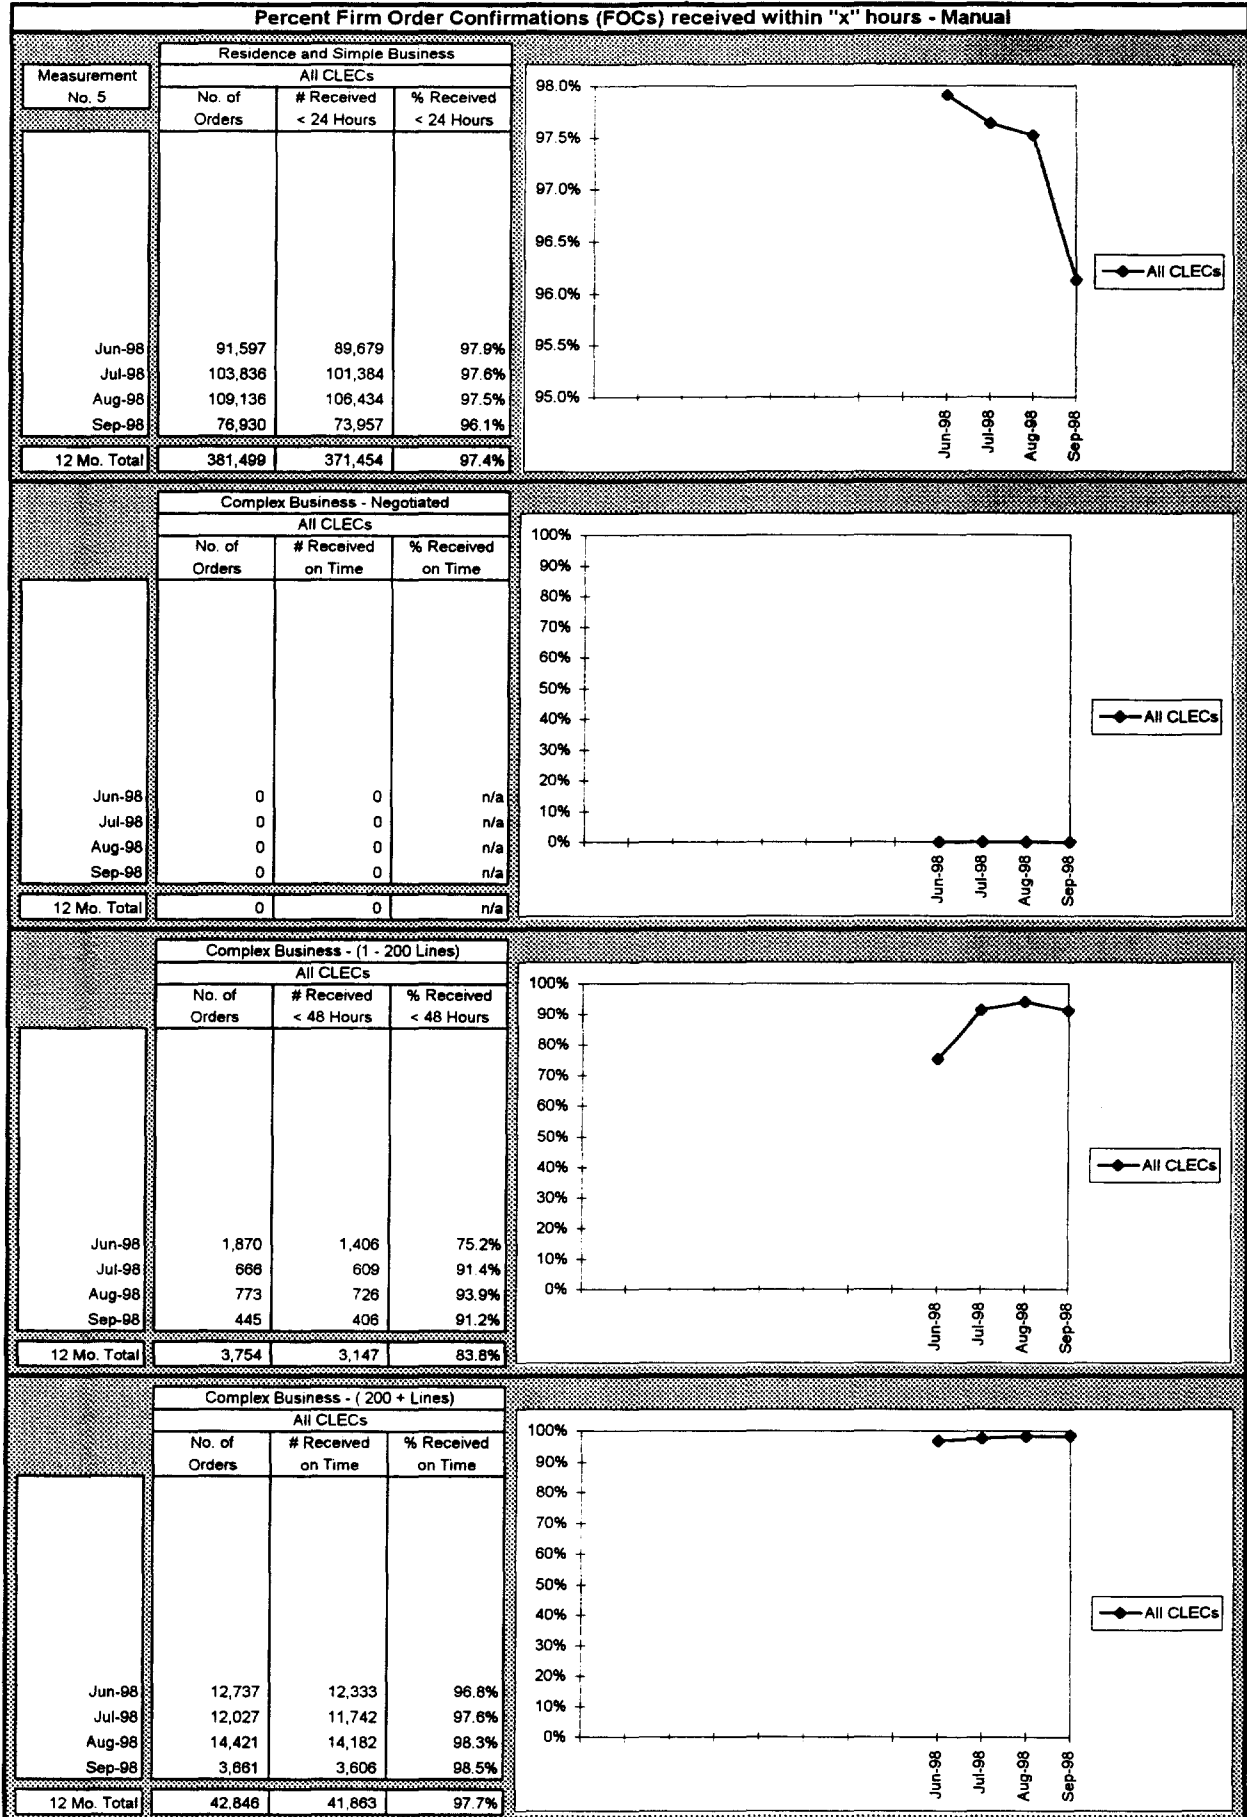 Percent Firm Order Confirmations (FOCs) received within "x" hours - Manual
Measurement
No. 5
Residence and Simple Business
All CLECs
No. of Orders # Received < 24 Hours % Received < 24 Hours
Jun-98 91,597 89,679 97.9%
Jul-98 103,836 101,384 97.6%
Aug-98 109,136 106,434 97.5%
Sep-98 76,930 73,957 96.1%
12 Mo. Total 381,499 371,454 97.4%
98.0%
97.5%
97.0%
96.5%
96.0%
95.5%
95.0%
Jun-98 Jul-98 Aug-98 Sep-98
All CLECs
Complex Business - Negotiated
All CLECs
No. of Orders # Received on Time % Received on Time
Jun-98 0 0 n/a
Jul-98 0 0 n/a
Aug-98 0 0 n/a
Sep-98 0 0 n/a
12 Mo. Total 0 0 n/a
100%
90%
80%
70%
60%
50%
40%
30%
20%
10%
0%
Jun-98 Jul-98 Aug-98 Sep-98
All CLECs
Complex Business - (1 - 200 Lines)
All CLECs
No. of Orders # Received < 48 Hours % Received < 48 Hours
Jun-98 1,870 1,406 75.2%
Jul-98 666 609 91.4%
Aug-98 773 726 93.9%
Sep-98 445 406 91.2%
12 Mo. Total 3,754 3,147 83.8%
100%
90%
80%
70%
60%
50%
40%
30%
20%
10%
0%
Jun-98 Jul-98 Aug-98 Sep-98
All CLECs
Complex Business - ( 200 + Lines)
All CLECs
No. of Orders # Received on Time % Received on Time
Jun-98 12,737 12,333 96.8%
Jul-98 12,027 11,742 97.6%
Aug-98 14,421 14,182 98.3%
Sep-98 3,661 3,606 98.5%
12 Mo. Total 42,846 41,863 97.7%
100%
90%
80%
70%
60%
50%
40%
30%
20%
10%
0%
Jun-98 Jul-98 Aug-98 Sep-98
All CLECs